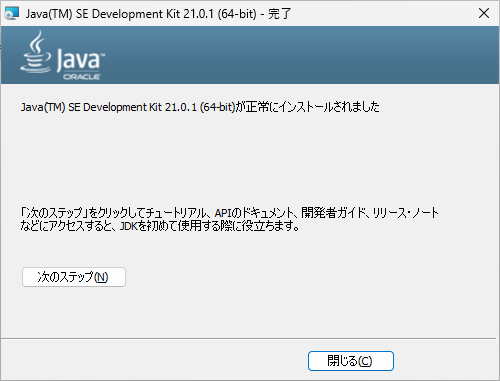 Java(TM) SE Development Kit 21.0.1 (64-bit) - 完了
Java
ORACLE
Java(TM) SE Development Kit 21.0.1 (64-bit)が正常にインストールされました
「次のステップ」をクリックしてチュートリアル、APIのドキュメント、開発者ガイド、リリース・ノート
などにアクセスすると、JDKを初めて使用する際に役立ちます。
次のステップ(N)
閉じる(C)